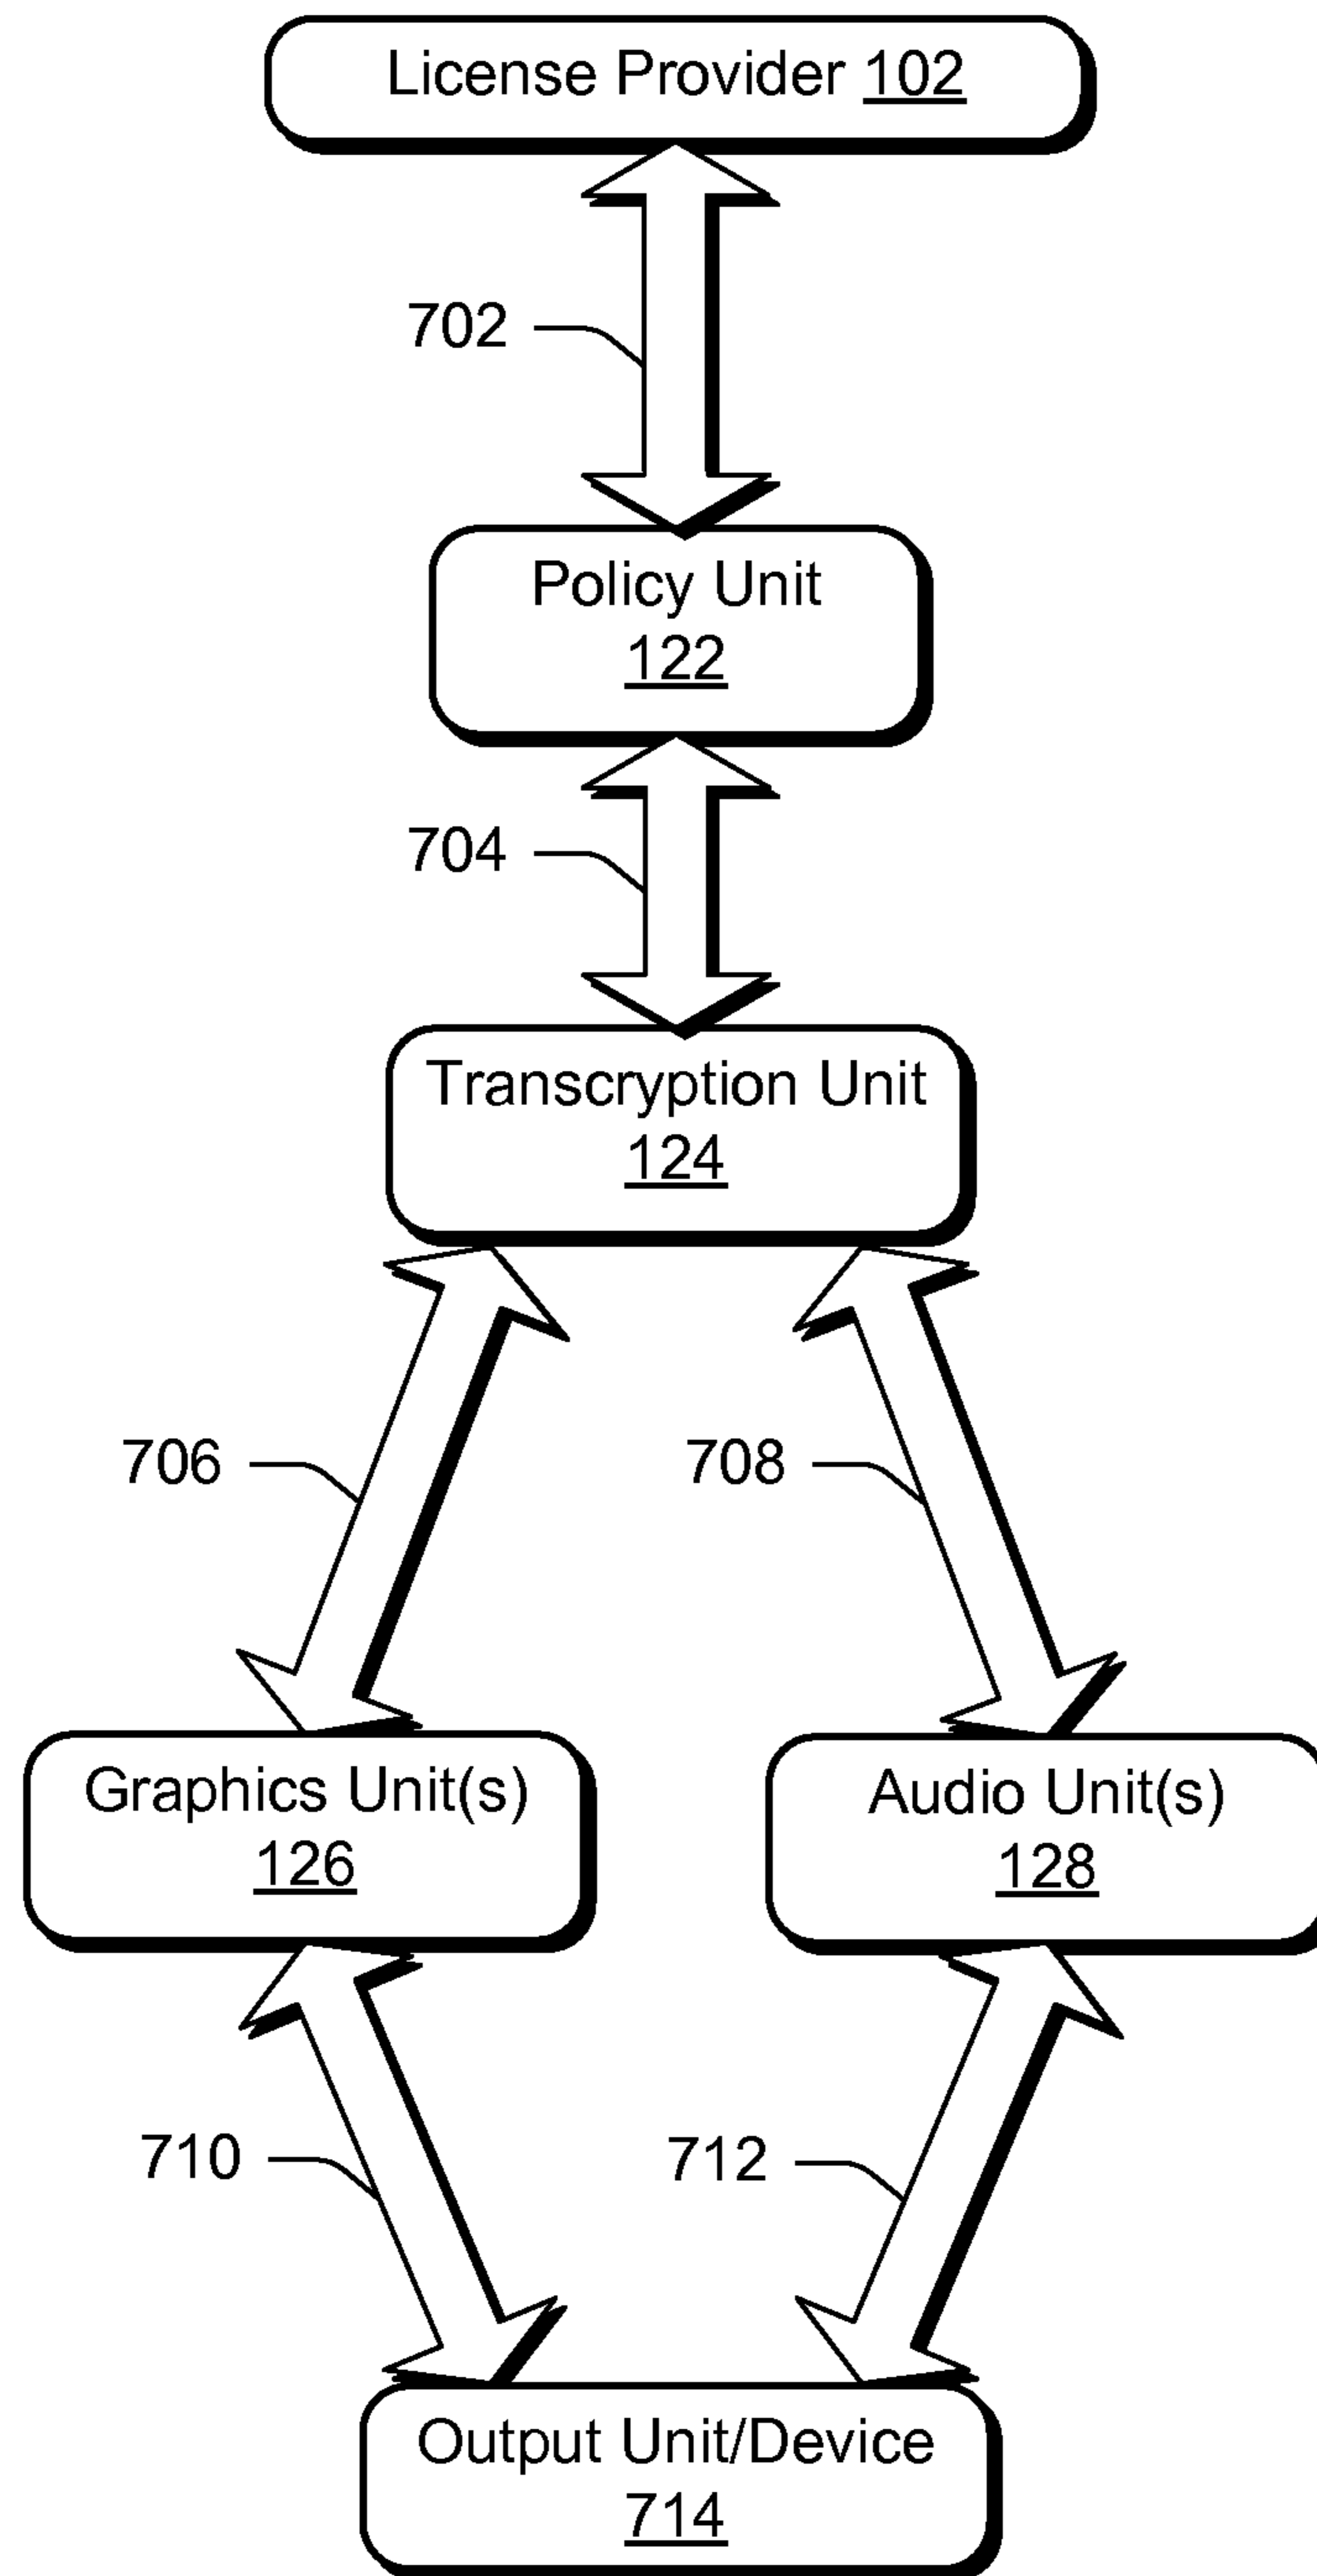 License Provider 102
702
Policy Unit
122
704
Transcryption Unit
124
706
708
Graphics Unit(s)
126
Audio Unit(s)
128
710
712
Output Unit/Device
714